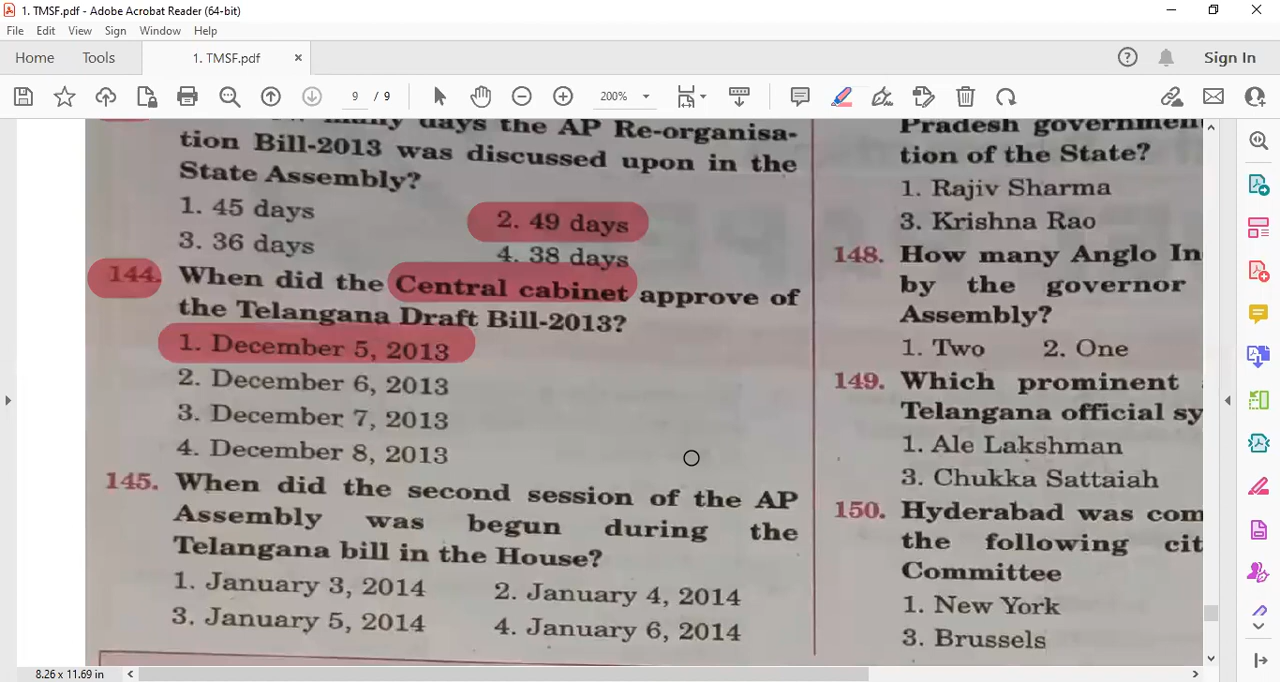 1. TMSF.pdf - Adobe Acrobat Reader (64-bit)
File Edit View Sign Window Help
Home Tools 1. TMSF.pdf × Sign In
9 / 9 200%
many days the AP Re-organisa-
tion Bill-2013 was discussed upon in the
State Assembly?
1. 45 days 2. 49 days
3. 36 days 4. 38 days
144. When did the Central cabinet approve of
the Telangana Draft Bill-2013?
1. December 5, 2013
2. December 6, 2013
3. December 7, 2013
4. December 8, 2013
145. When did the second session of the AP
Assembly was begun during the
Telangana bill in the House?
1. January 3, 2014 2. January 4, 2014
3. January 5, 2014 4. January 6, 2014
Pradesh governmen
tion of the State?
1. Rajiv Sharma
3. Krishna Rao
148. How many Anglo In
by the governor
Assembly?
1. Two 2. One
149. Which prominent
Telangana official sy
1. Ale Lakshman
3. Chukka Sattaiah
150. Hyderabad was com
the following cit
Committee
1. New York
3. Brussels
8.26 x 11.69 in